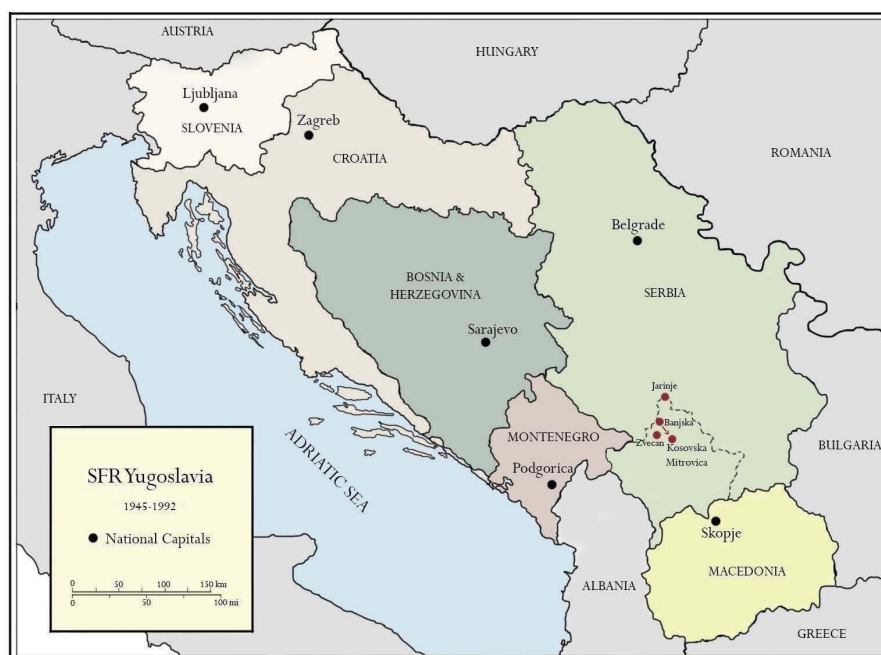 AUSTRIA
HUNGARY
Ljubljana
SLOVENIA
Zagreb
CROATIA
ROMANIA
Belgrade
BOSNIA &
HERZEGOVINA
SERBIA
Sarajevo
ITALY
Jarinje
Banjska
Zvecan
Kosovska
Mitrovica
MONTENEGRO
BULGARIA
ADRIATIC SEA
Podgorica
SFR Yugoslavia
1945-1992
National Capitals
0 50 100 150 km
0 50 100 mi
Skopje
MACEDONIA
ALBANIA
GREECE